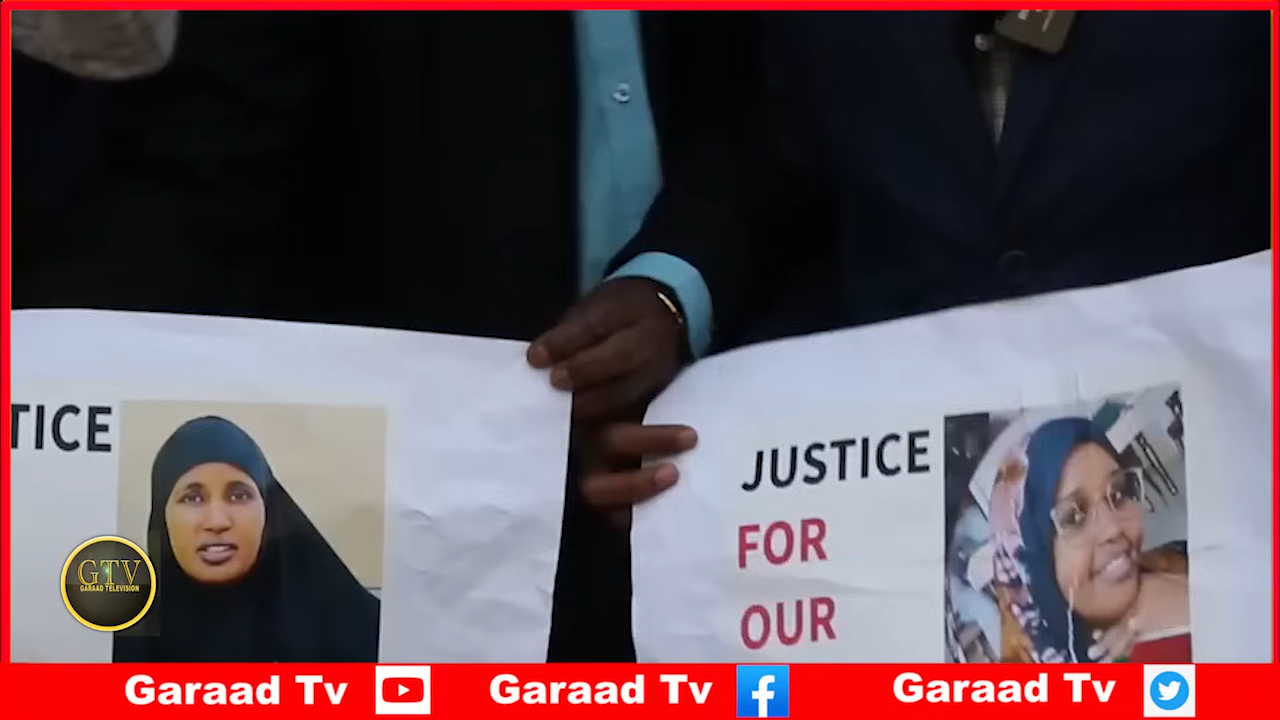 TICE
JUSTICE
FOR
OUR
GTV
GARAAD TELEVISION
Garaad Tv
Garaad Tv
Garaad Tv